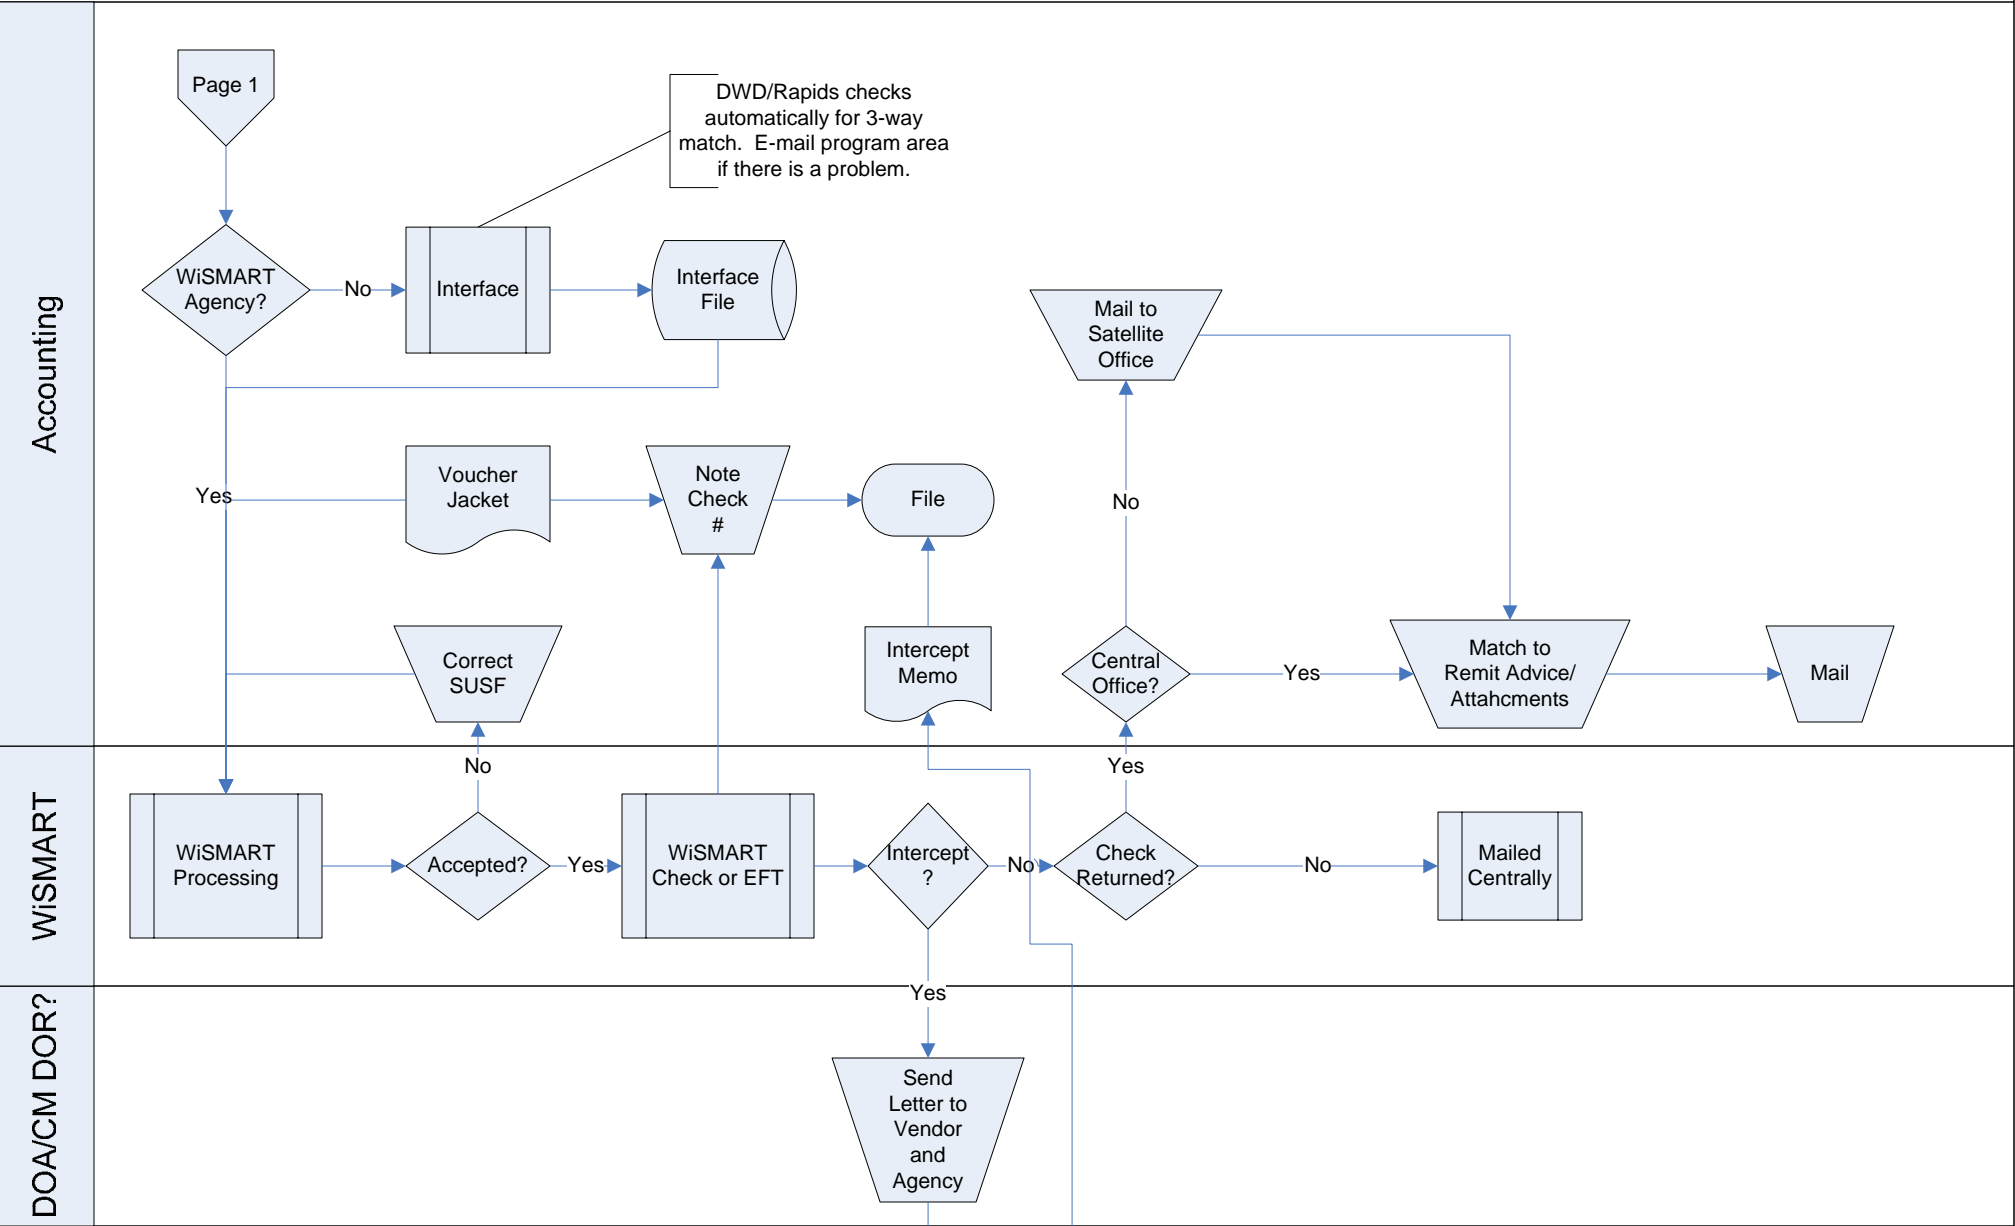 Accounting
Page 1
DWD/Rapids checks
automatically for 3-way
match.  E-mail program area
if there is a problem.
WiSMART
Agency?
No
Interface
Interface
File
Mail to
Satellite
Office
Yes
Voucher
Jacket
Note
Check
#
File
No
Correct
SUSF
Intercept
Memo
Central
Office?
Yes
Match to
Remit Advice/
Attahcments
Mail
WiSMART
No
Yes
WiSMART
Processing
Accepted?
Yes
WiSMART
Check or EFT
Intercept
?
No
Check
Returned?
No
Mailed
Centrally
DOA/CM DOR?
Yes
Send
Letter to
Vendor
and
Agency